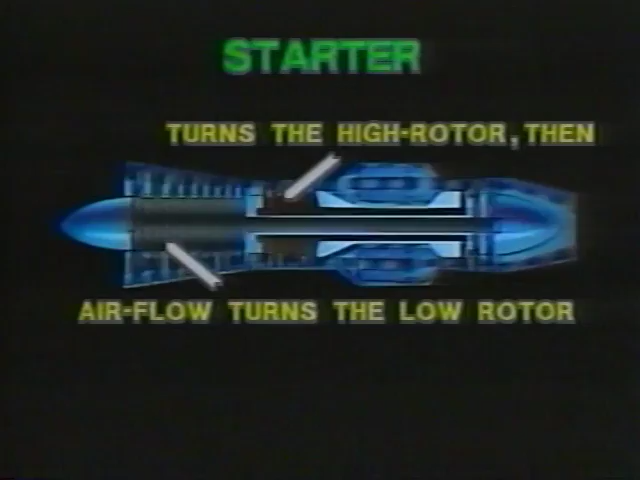 STARTER
TURNS THE HIGH-ROTOR, THEN
AIR-FLOW TURNS THE LOW ROTOR